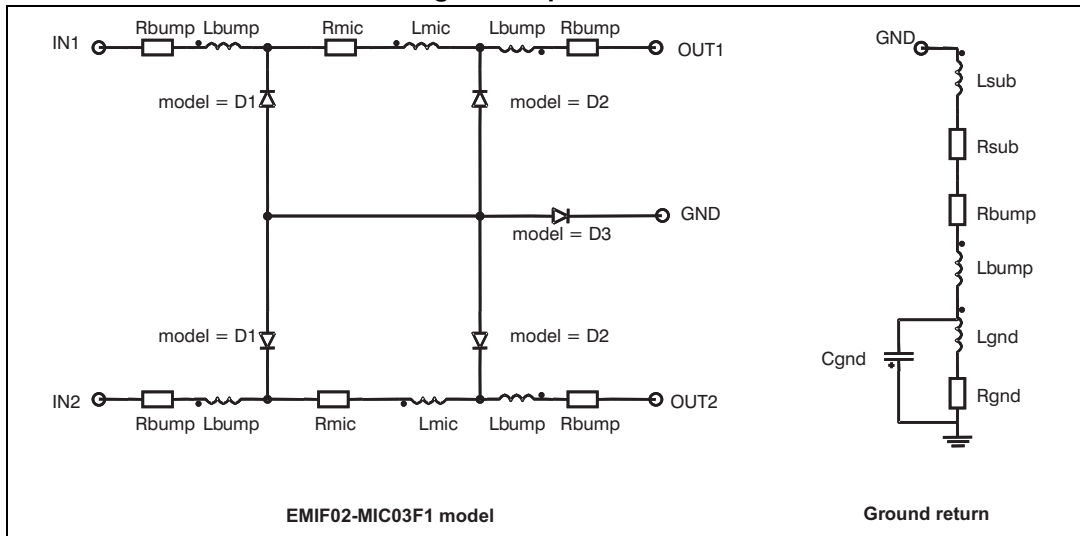 IN1
Rbump Lbump
Rmic
Lmic
Lbump Rbump
OUT1
model = D1
model = D2
GND
model = D3
model = D1
model = D2
IN2
OUT2
Rbump Lbump
Rmic
Lmic
Lbump Rbump
EMIF02-MIC03F1 model
GND
Lsub
Rsub
Rbump
Lbump
Lgnd
Cgnd
Rgnd
Ground return